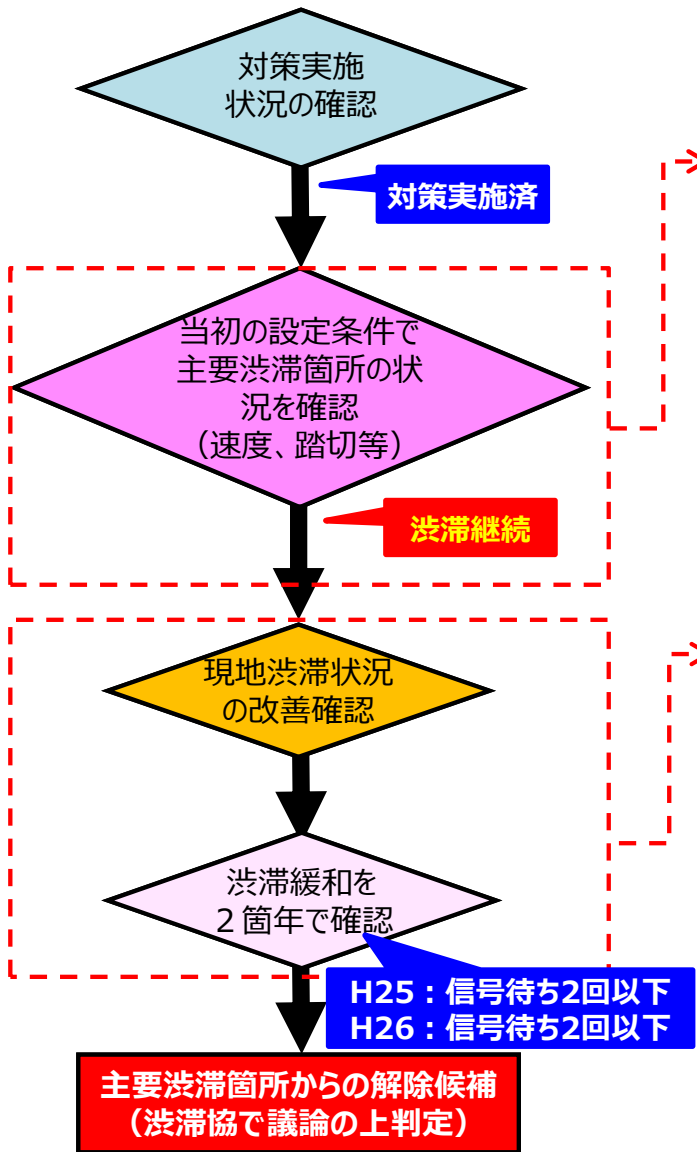 対策実施
状況の確認
対策実施済
当初の設定条件で
主要渋滞箇所の状
況を確認
（速度、踏切等）
渋滞継続
現地渋滞状況
の改善確認
渋滞緩和を
２箇年で確認
H25：信号待ち2回以下
H26：信号待ち2回以下
主要渋滞箇所からの解除候補
（渋滞協で議論の上判定）